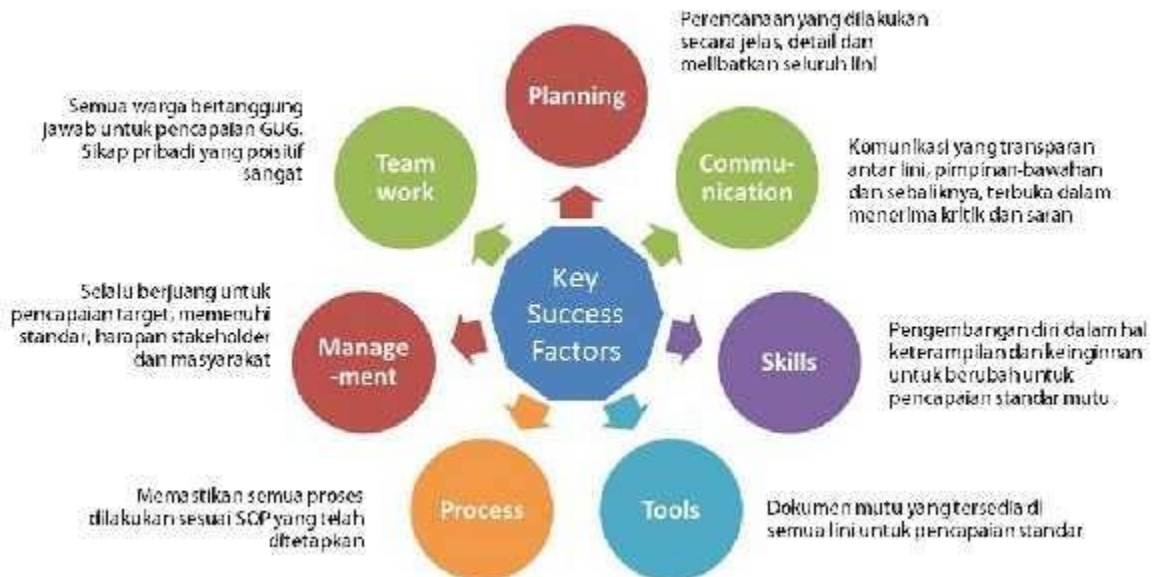 Perencanaan yang dilakukan
secara jelas, detail dan
melibatkan seluruh lini
Planning
Semua warga bertanggung
jawab untuk pencapaian GUG.
Sikap pribadi yang poisitif
sangat
Team
work
Commu-
nication
Komunikasi yang transparan
antar lini, pimpinan-bawahan
dan sebaliknya, terbuka dalam
menerima kritik dan saran
Key
Success
Factors
Selalu berjuang untuk
pencapaian target, memenuhi
standar, harapan stakeholder
dan masyarakat
Manage
-ment
Skills
Pengembangan diri dalam hal
keterampilan dan keinginnan
untuk berubah untuk
pencapaian standar mutu
Memastikan semua proses
dilakukan sesuai SOP yang telah
ditetapkan
Process
Tools
Dokumen mutu yang tersedia di
semua lini untuk pencapaian standar